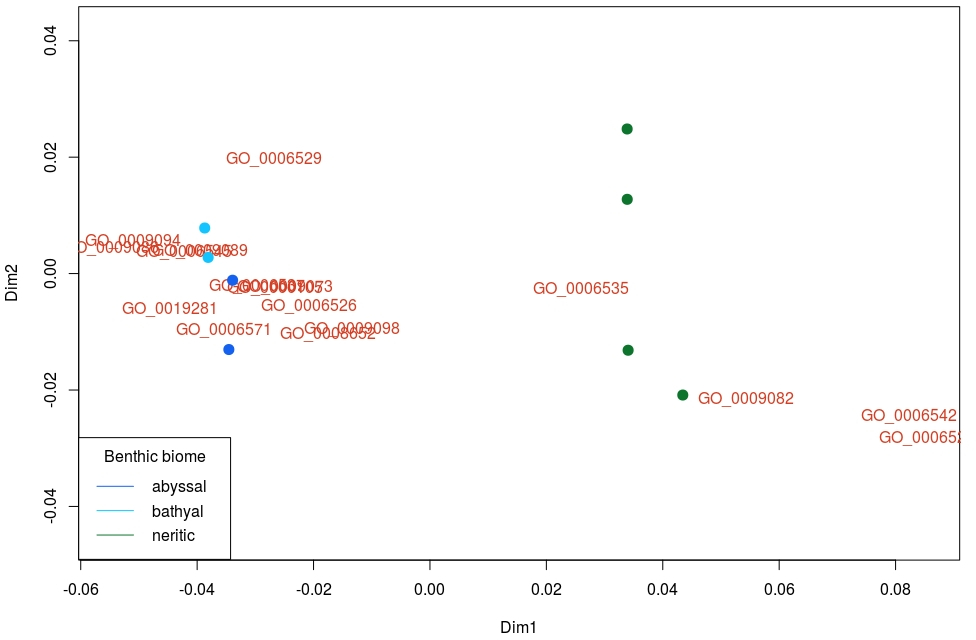 0.04
0.02
0.00
-0.02
-0.04
Dim2
GO_0006529
GO_0009094
GO_0006535
GO_0019281
GO_0006526
GO_0006571
GO_0009098
GO_0008652
GO_0009082
GO_0006542
Benthic biome
abyssal
bathyal
neritic
-0.06 -0.04 -0.02 0.00 0.02 0.04 0.06 0.08
Dim1